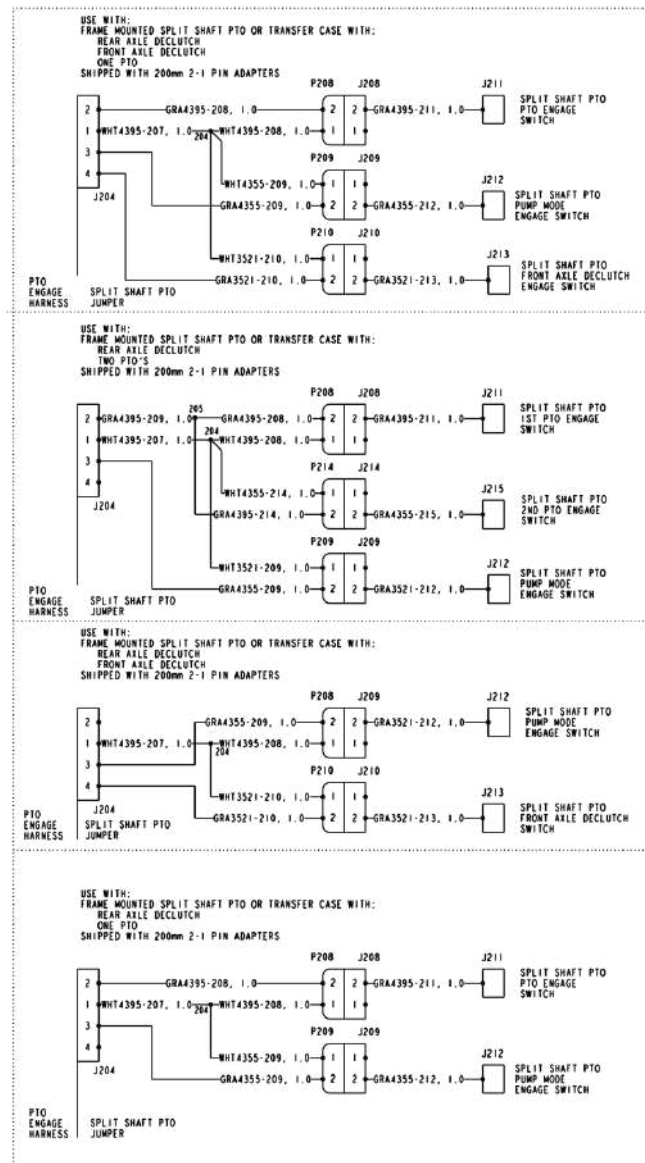 USE WITH:
FRAME MOUNTED SPLIT SHAFT PTO OR TRANSFER CASE WITH:
REAR AXLE DECLUTCH
FRONT AXLE DECLUTCH
ONE PTO
SHIPPED WITH 200mm 2-1 PIN ADAPTERS
P208 J208 J211
2 GRA4395-208, 1.0 2 2 GRA4395-211, 1.0 SPLIT SHAFT PTO
PTO ENGAGE
SWITCH
1 WHT4395-207, 1.0 204 WHT4395-208, 1.0 1 1
3
4
J204
P209 J209 J212
WHT4355-209, 1.0 1 1
GRA4355-209, 1.0 2 2 GRA4355-212, 1.0 SPLIT SHAFT PTO
PUMP MODE
ENGAGE SWITCH
P210 J210 J213
WHT3521-210, 1.0 1 1
GRA3521-210, 1.0 2 2 GRA3521-213, 1.0 SPLIT SHAFT PTO
FRONT AXLE DECLUTCH
ENGAGE SWITCH
PTO
ENGAGE
HARNESS
SPLIT SHAFT PTO
JUMPER
USE WITH:
FRAME MOUNTED SPLIT SHAFT PTO OR TRANSFER CASE WITH:
REAR AXLE DECLUTCH
TWO PTO'S
SHIPPED WITH 200mm 2-1 PIN ADAPTERS
P208 J208 J211
2 GRA4395-209, 1.0 205 GRA4395-208, 1.0 2 2 GRA4395-211, 1.0 SPLIT SHAFT PTO
1ST PTO ENGAGE
SWITCH
1 WHT4395-207, 1.0 204 WHT4395-208, 1.0 1 1
3
4
J204
P214 J214 J215
WHT4355-214, 1.0 1 1
GRA4395-214, 1.0 2 2 GRA4355-215, 1.0 SPLIT SHAFT PTO
2ND PTO ENGAGE
SWITCH
P209 J209 J212
WHT3521-209, 1.0 1 1
GRA4355-209, 1.0 2 2 GRA3521-212, 1.0 SPLIT SHAFT PTO
PUMP MODE
ENGAGE SWITCH
PTO
ENGAGE
HARNESS
SPLIT SHAFT PTO
JUMPER
USE WITH:
FRAME MOUNTED SPLIT SHAFT PTO OR TRANSFER CASE WITH:
REAR AXLE DECLUTCH
FRONT AXLE DECLUTCH
SHIPPED WITH 200mm 2-1 PIN ADAPTERS
P208 J209 J212
2 GRA4355-209, 1.0 2 2 GRA3521-212, 1.0 SPLIT SHAFT PTO
PUMP MODE
ENGAGE SWITCH
1 WHT4395-207, 1.0 204 WHT4395-208, 1.0 1 1
3
4
J204
P210 J210 J213
WHT3521-210, 1.0 1 1
GRA3521-210, 1.0 2 2 GRA3521-213, 1.0 SPLIT SHAFT PTO
FRONT AXLE DECLUTCH
SWITCH
PTO
ENGAGE
HARNESS
SPLIT SHAFT PTO
JUMPER
USE WITH:
FRAME MOUNTED SPLIT SHAFT PTO OR TRANSFER CASE WITH:
REAR AXLE DECLUTCH
ONE PTO
SHIPPED WITH 200mm 2-1 PIN ADAPTERS
P208 J208 J211
2 GRA4395-208, 1.0 2 2 GRA4395-211, 1.0 SPLIT SHAFT PTO
PTO ENGAGE
SWITCH
1 WHT4395-207, 1.0 204 WHT4395-208, 1.0 1 1
3
4
J204
P209 J209 J212
WHT4355-209, 1.0 1 1
GRA4355-209, 1.0 2 2 GRA4355-212, 1.0 SPLIT SHAFT PTO
PUMP MODE
ENGAGE SWITCH
PTO
ENGAGE
HARNESS
SPLIT SHAFT PTO
JUMPER